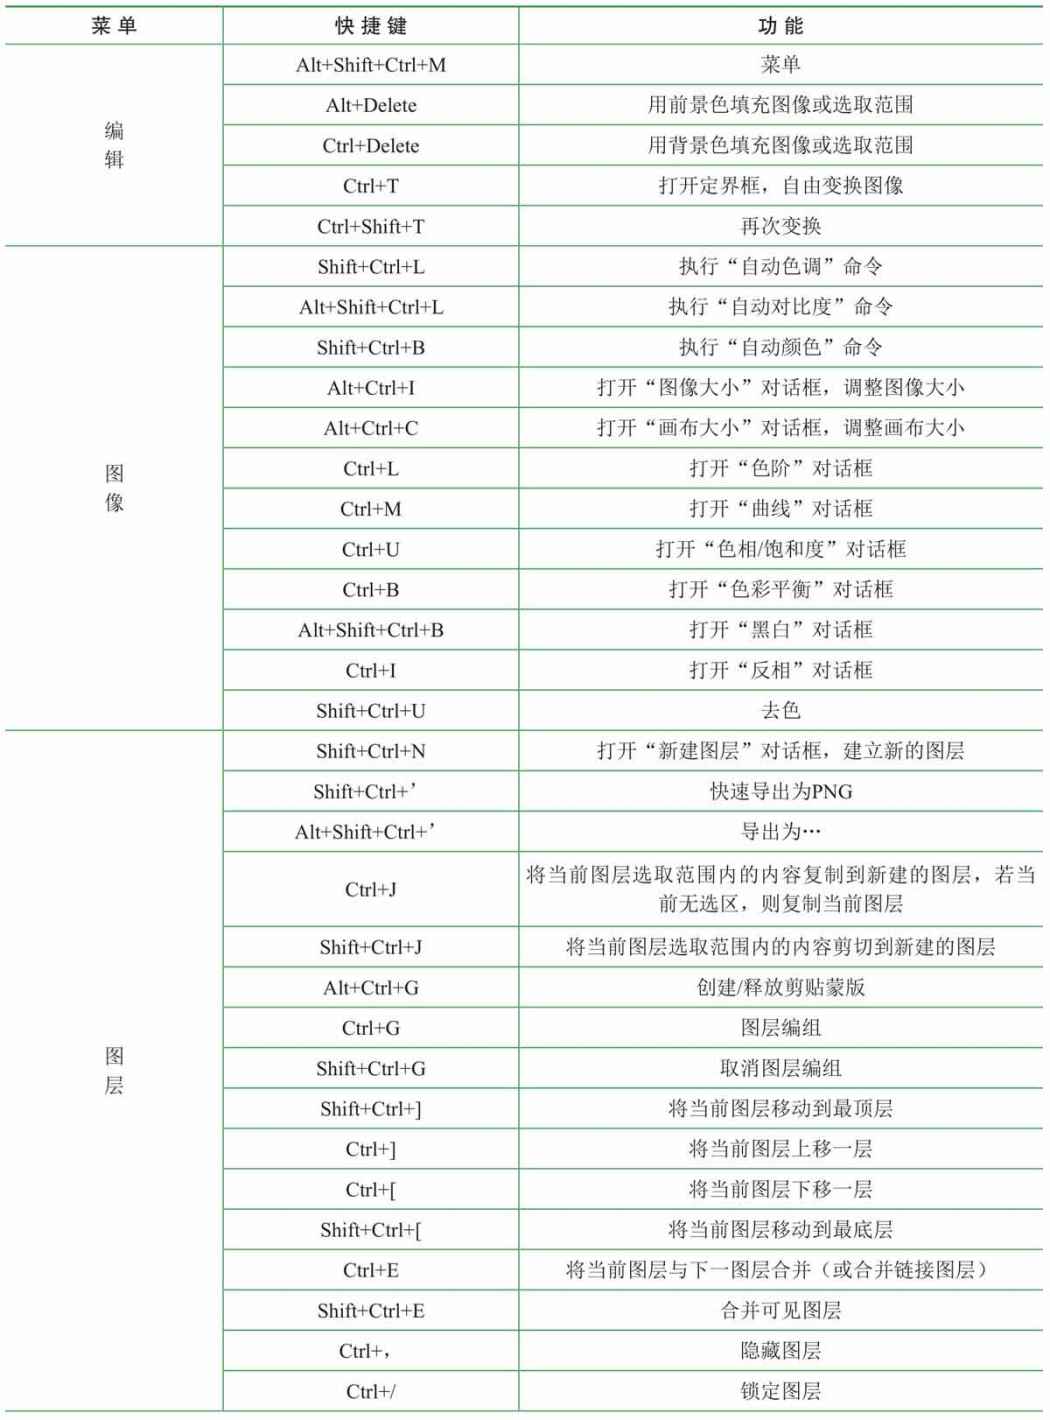 菜单 快捷键 功能
编
辑
Alt+Shift+Ctrl+M 菜单
Alt+Delete 用前景色填充图像或选取范围
Ctrl+Delete 用背景色填充图像或选取范围
Ctrl+T 打开定界框，自由变换图像
Ctrl+Shift+T 再次变换
图
像
Shift+Ctrl+L 执行“自动色调”命令
Alt+Shift+Ctrl+L 执行“自动对比度”命令
Shift+Ctrl+B 执行“自动颜色”命令
Alt+Ctrl+I 打开“图像大小”对话框，调整图像大小
Alt+Ctrl+C 打开“画布大小”对话框，调整画布大小
Ctrl+L 打开“色阶”对话框
Ctrl+M 打开“曲线”对话框
Ctrl+U 打开“色相/饱和度”对话框
Ctrl+B 打开“色彩平衡”对话框
Alt+Shift+Ctrl+B 打开“黑白”对话框
Ctrl+I 打开“反相”对话框
Shift+Ctrl+U 去色
图
层
Shift+Ctrl+N 打开“新建图层”对话框，建立新的图层
Shift+Ctrl+’ 快速导出为PNG
Alt+Shift+Ctrl+’ 导出为…
Ctrl+J 将当前图层选取范围内的内容复制到新建的图层，若当
前无选区，则复制当前图层
Shift+Ctrl+J 将当前图层选取范围内的内容剪切到新建的图层
Alt+Ctrl+G 创建/释放剪贴蒙版
Ctrl+G 图层编组
Shift+Ctrl+G 取消图层编组
Shift+Ctrl+] 将当前图层移动到最顶层
Ctrl+] 将当前图层上移一层
Ctrl+[ 将当前图层下移一层
Shift+Ctrl+[ 将当前图层移动到最底层
Ctrl+E 将当前图层与下一图层合并（或合并链接图层）
Shift+Ctrl+E 合并可见图层
Ctrl+， 隐藏图层
Ctrl+/ 锁定图层